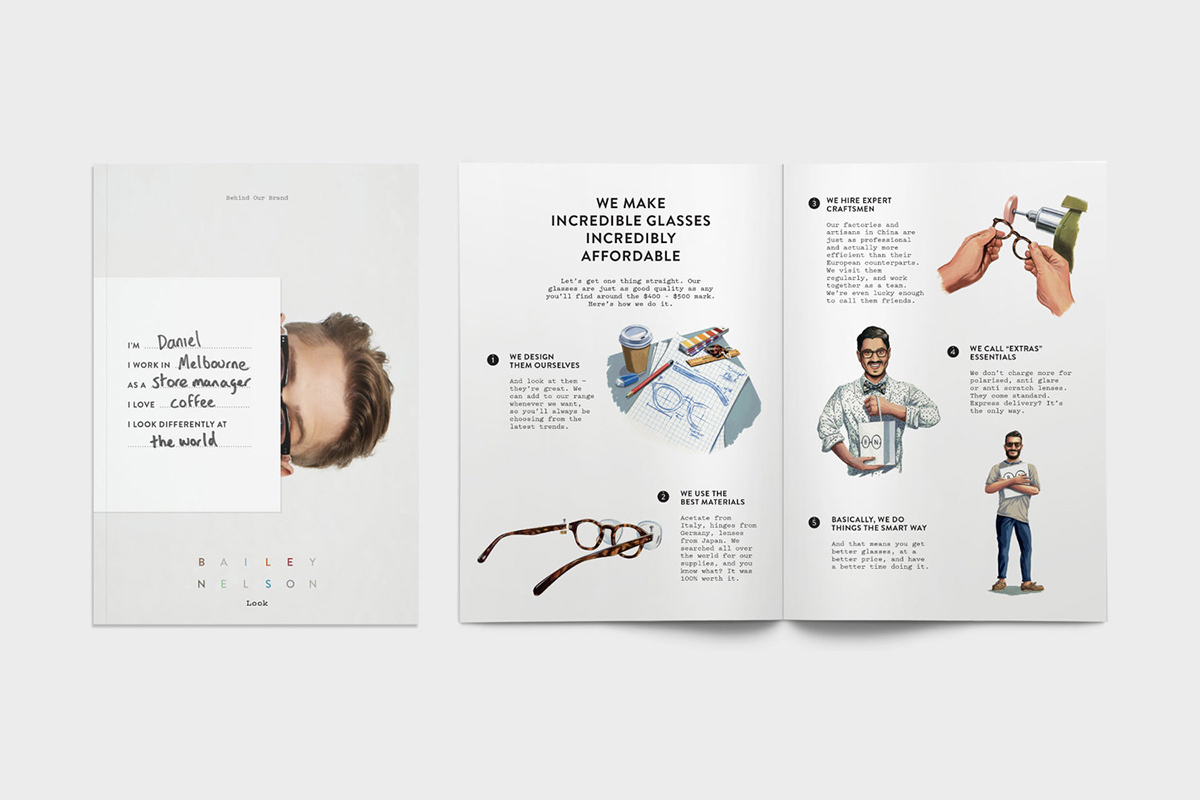 Behind Our Brand
I'M Daniel
I WORK IN Melbourne
AS A store manager
I LOVE coffee
I LOOK DIFFERENTLY AT
the world
BAILEY
NELSON
Look
WE MAKE
INCREDIBLE GLASSES
INCREDIBLY
AFFORDABLE
Let's get one thing straight. Our
glasses are just as good quality as any
you'll find around the $400 - $500 mark.
Here's how we do it.
1
WE DESIGN
THEM OURSELVES
And look at them –
they're great. We
can add to our range
whenever we want,
so you'll always be
choosing from the
latest trends.
2
WE USE THE
BEST MATERIALS
Acetate from
Italy, hinges from
Germany, lenses
from Japan. We
searched all over
the world for our
supplies, and you
know what? It was
100% worth it.
3
WE HIRE EXPERT
CRAFTSMEN
Our factories and
artisans in China are
just as professional
and actually more
efficient than their
European counterparts.
We visit them
regularly, and work
together as a team.
We're even lucky enough
to call them friends.
B N
4
WE CALL “EXTRAS”
ESSENTIALS
We don't charge more for
polarised, anti glare
or anti scratch lenses.
They come standard.
Express delivery? It's
the only way.
5
BASICALLY, WE DO
THINGS THE SMART WAY
And that means you get
better glasses, at a
better price, and have
a better time doing it.